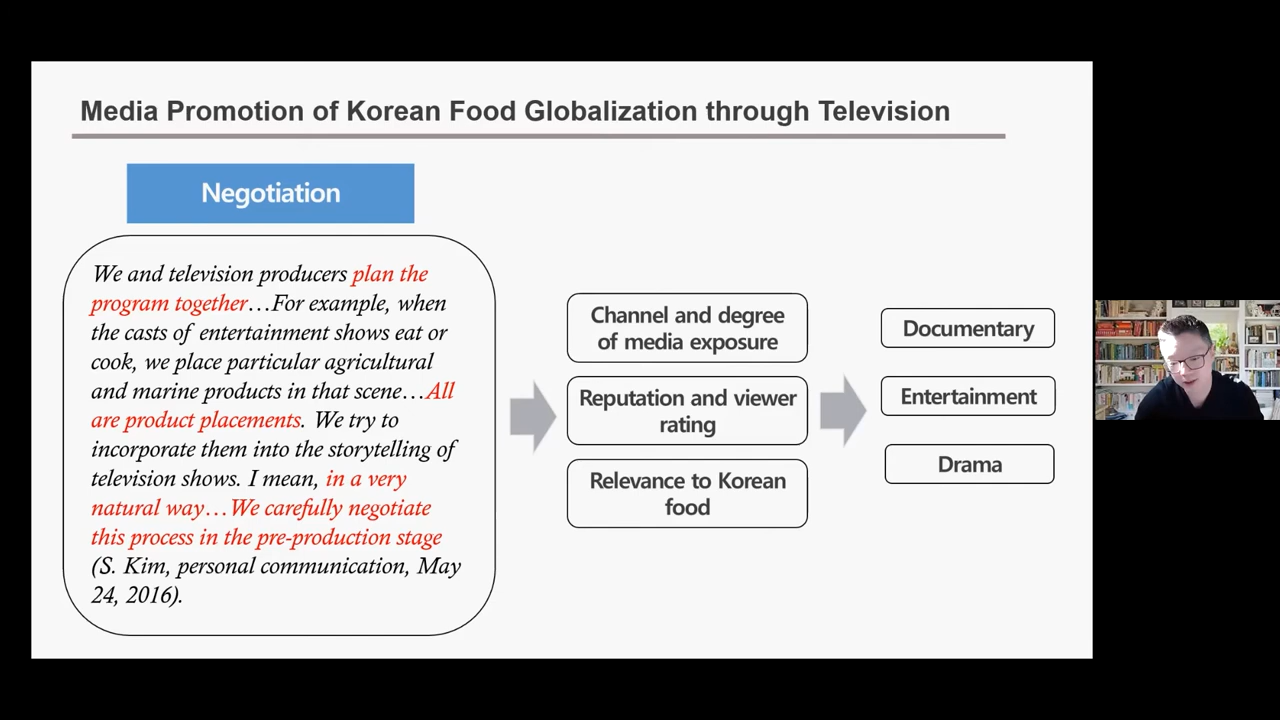 Media Promotion of Korean Food Globalization through Television
Negotiation
We and television producers plan the
program together…For example, when
the casts of entertainment shows eat or
cook, we place particular agricultural
and marine products in that scene…All
are product placements. We try to
incorporate them into the storytelling of
television shows. I mean, in a very
natural way…We carefully negotiate
this process in the pre-production stage
(S. Kim, personal communication, May
24, 2016).
Channel and degree
of media exposure
Reputation and viewer
rating
Relevance to Korean
food
Documentary
Entertainment
Drama